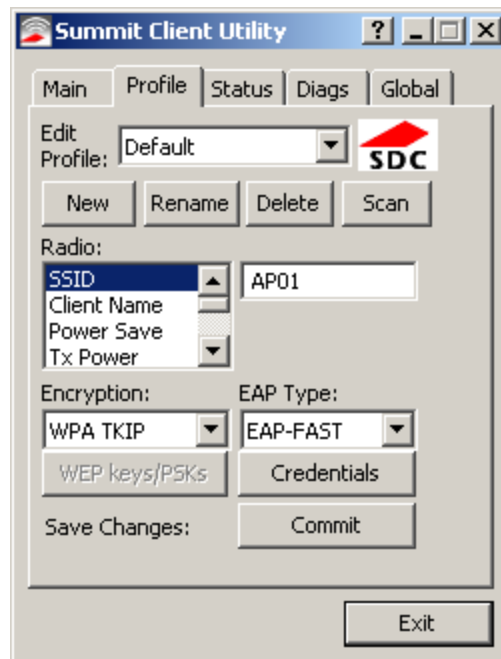 Summit Client Utility
Main Profile Status Diags Global
Edit Profile: Default
SDC
New Rename Delete Scan
Radio:
SSID AP01
Client Name
Power Save
Tx Power
Encryption: EAP Type:
WPA TKIP EAP-FAST
WEP keys/PSKs Credentials
Save Changes: Commit
Exit